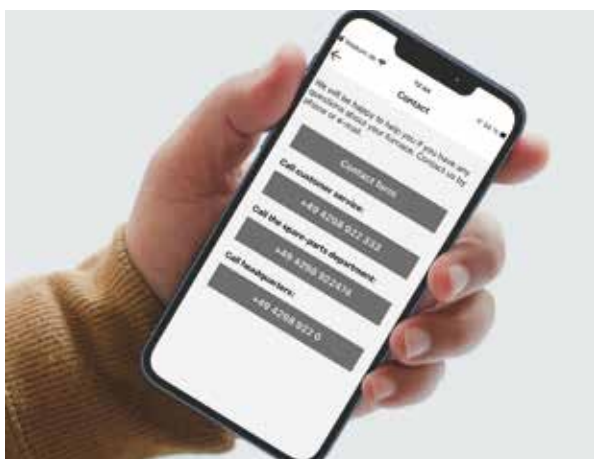 Contact
We will be happy to help you if you have any
questions about your furnace. Contact us by
phone or e-mail.
Contact form
Call customer service:
+49 4298 922 333
Call the spare-parts department:
+49 4298 922474
Call headquarters:
+49 4298 922 0